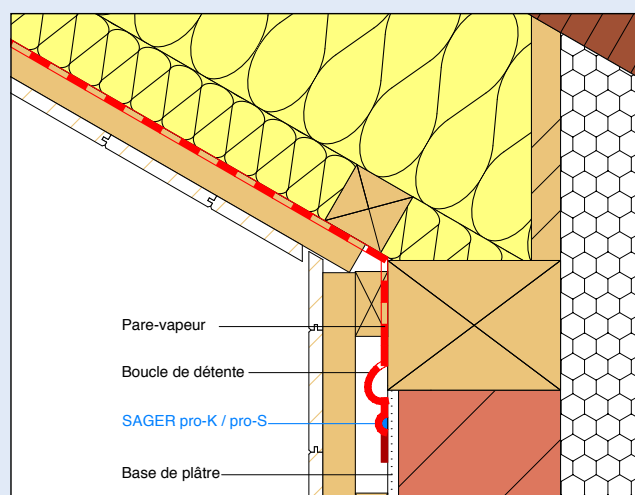 Pare-vapeur
Boucle de détente
SAGER pro-K / pro-S
Base de plâtre